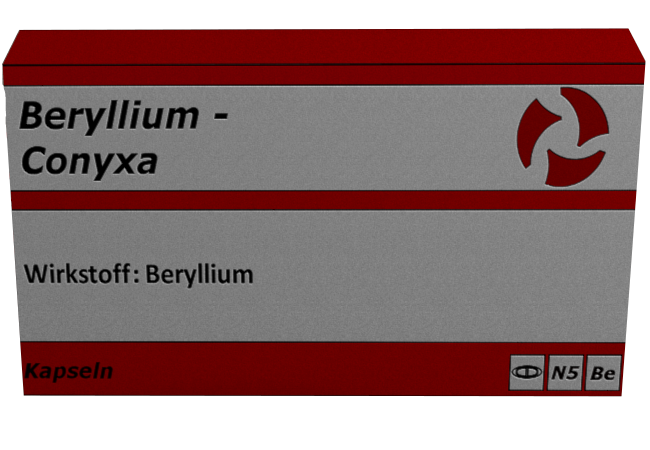 Beryllium -
Conyxa
Wirkstoff: Beryllium
Kapseln
N5
Be